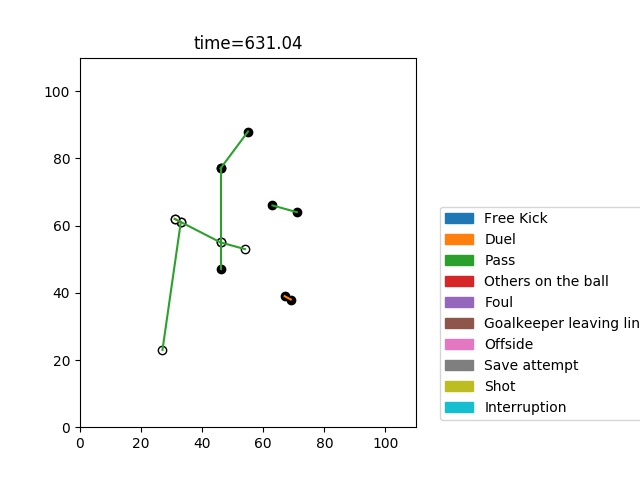 time=631.04
100
80
60
40
20
0
0 20 40 60 80 100
Free Kick
Duel
Pass
Others on the ball
Foul
Goalkeeper leaving lin
Offside
Save attempt
Shot
Interruption